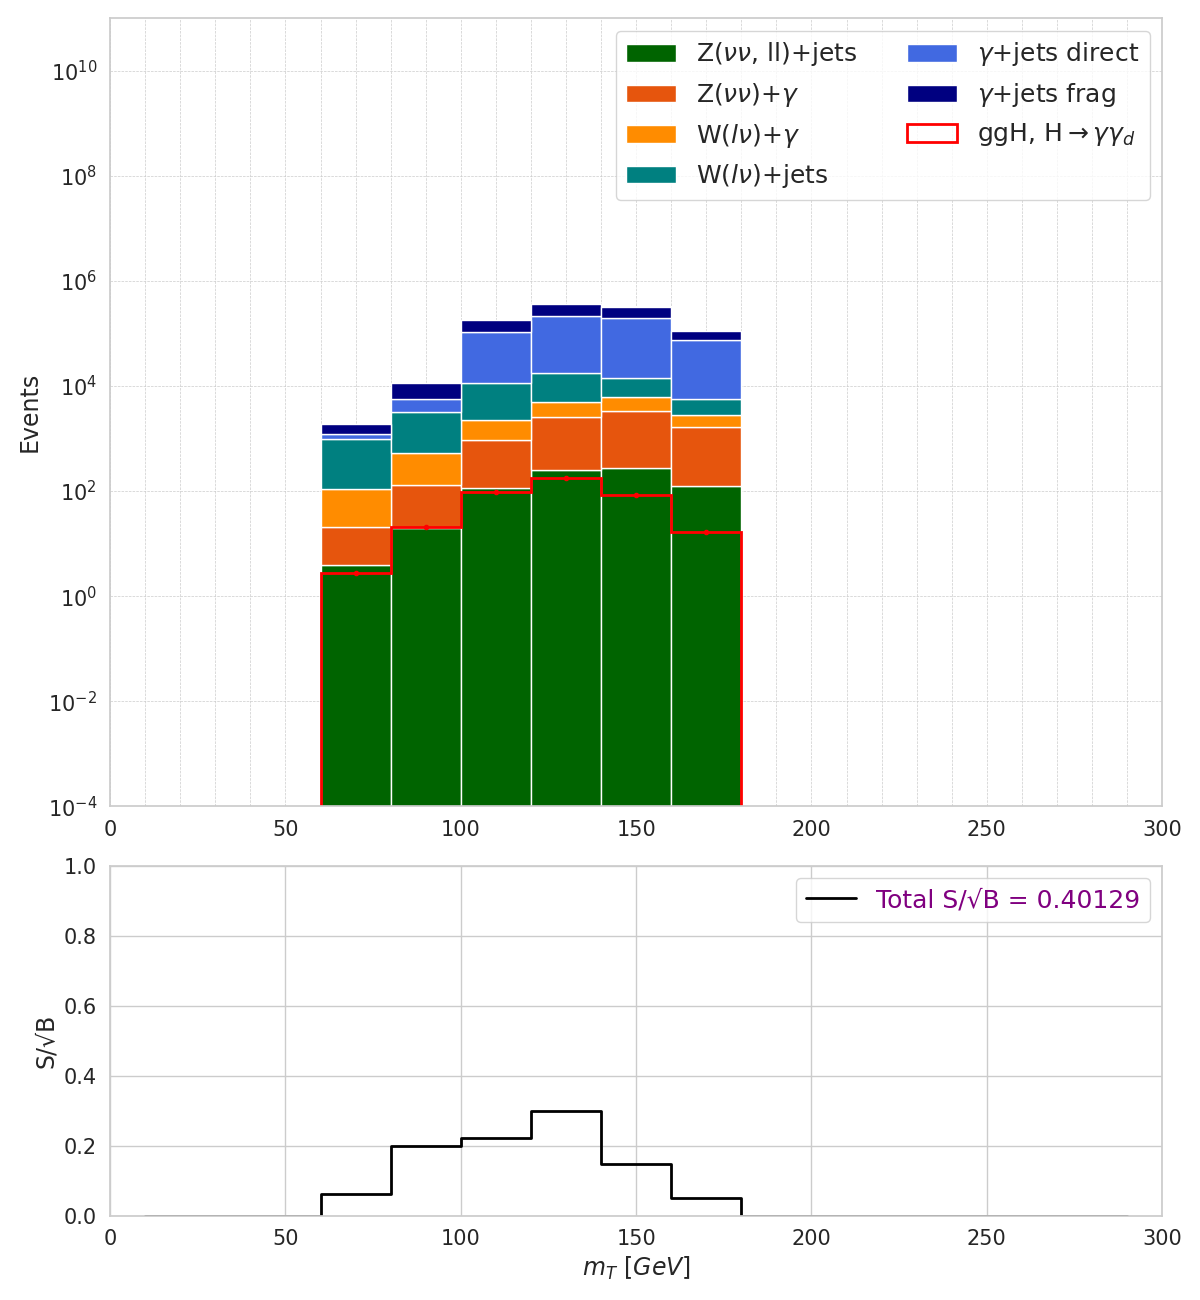 Z(νν, ll)+jets
Z(νν)+γ
W(lν)+γ
W(lν)+jets
γ+jets direct
γ+jets frag
ggH, H→γγ_d
Events
10^10
10^8
10^6
10^4
10^2
10^0
10^−2
10^−4
0 50 100 150 200 250 300
Total S/√B = 0.40129
S/√B
1.0
0.8
0.6
0.4
0.2
0.0
0 50 100 150 200 250 300
m_T [GeV]